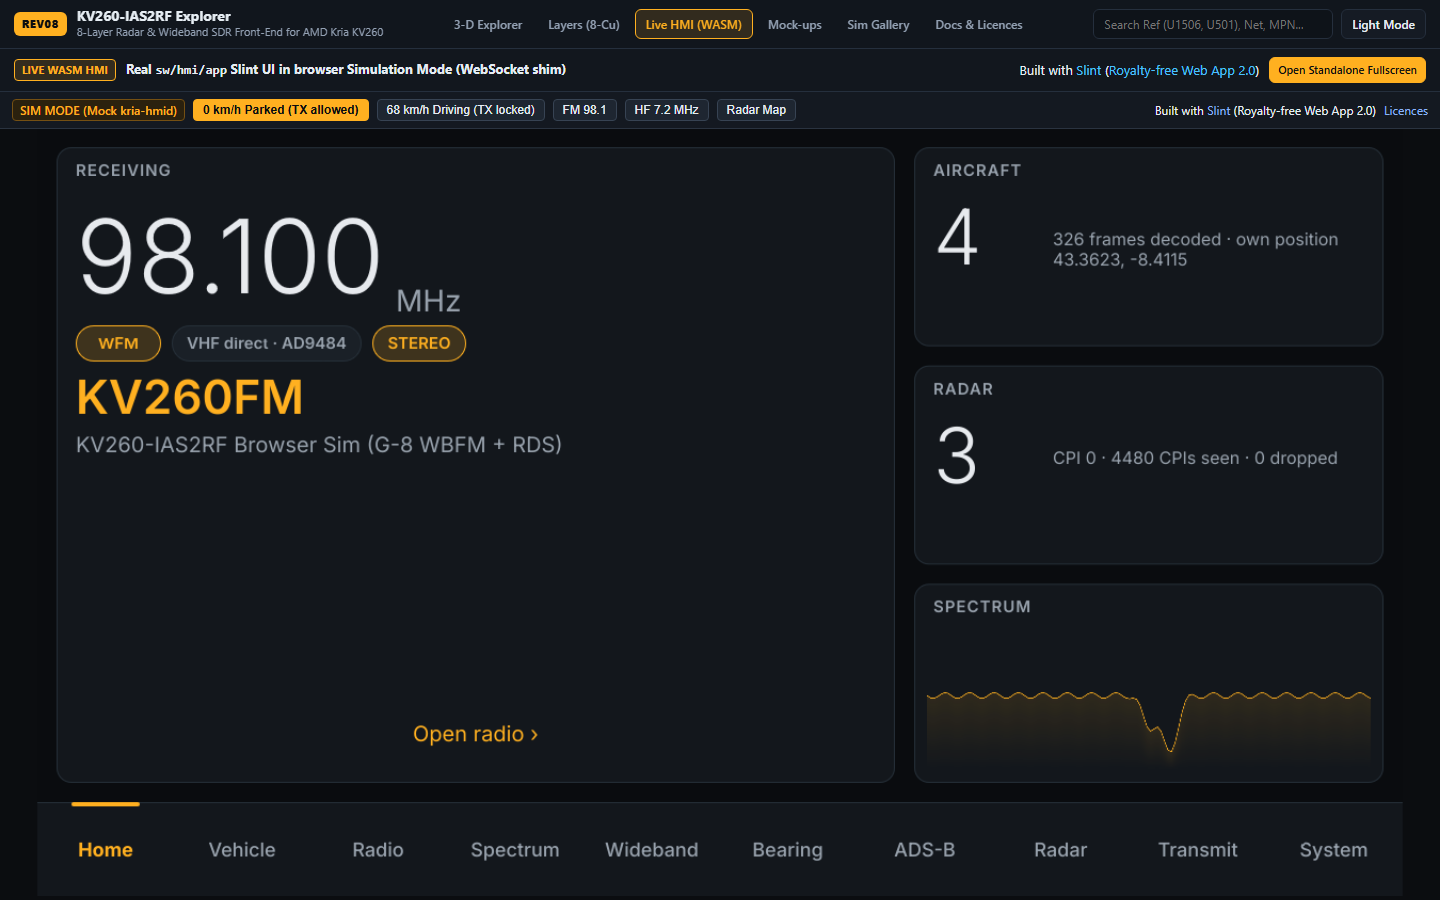 REV08
KV260-IAS2RF Explorer
8-Layer Radar & Wideband SDR Front-End for AMD Kria KV260
3-D Explorer
Layers (8-Cu)
Live HMI (WASM)
Mock-ups
Sim Gallery
Docs & Licences
Search Ref (U1506, U501), Net, MPN...
Light Mode
LIVE WASM HMI
Real sw/hmi/app Slint UI in browser Simulation Mode (WebSocket shim)
Built with Slint (Royalty-free Web App 2.0)
Open Standalone Fullscreen
SIM MODE (Mock kria-hmid)
0 km/h Parked (TX allowed)
68 km/h Driving (TX locked)
FM 98.1
HF 7.2 MHz
Radar Map
Built with Slint (Royalty-free Web App 2.0)
Licences
RECEIVING
98.100 MHz
WFM
VHF direct · AD9484
STEREO
KV260FM
KV260-IAS2RF Browser Sim (G-8 WBFM + RDS)
Open radio ›
AIRCRAFT
4
326 frames decoded · own position
43.3623, -8.4115
RADAR
3
CPI 0 · 4480 CPIs seen · 0 dropped
SPECTRUM
Home
Vehicle
Radio
Spectrum
Wideband
Bearing
ADS-B
Radar
Transmit
System